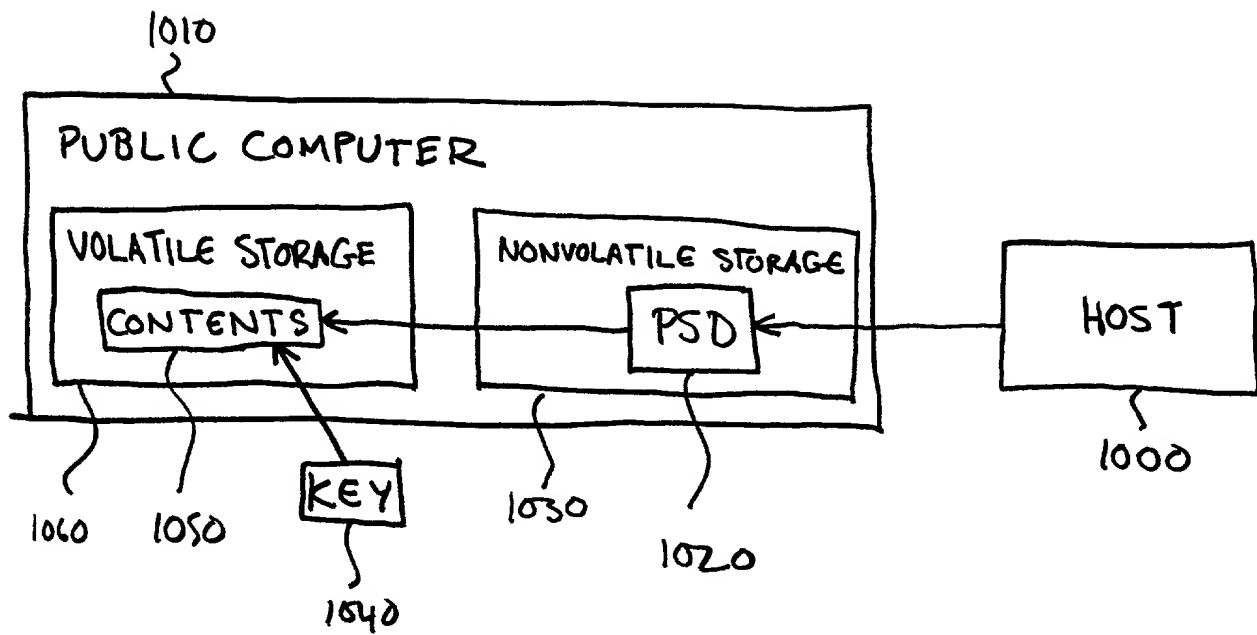 1010
PUBLIC COMPUTER
VOLATILE STORAGE
CONTENTS
NONVOLATILE STORAGE
PSD
HOST
1060
1050
KEY
1040
1030
1020
1000